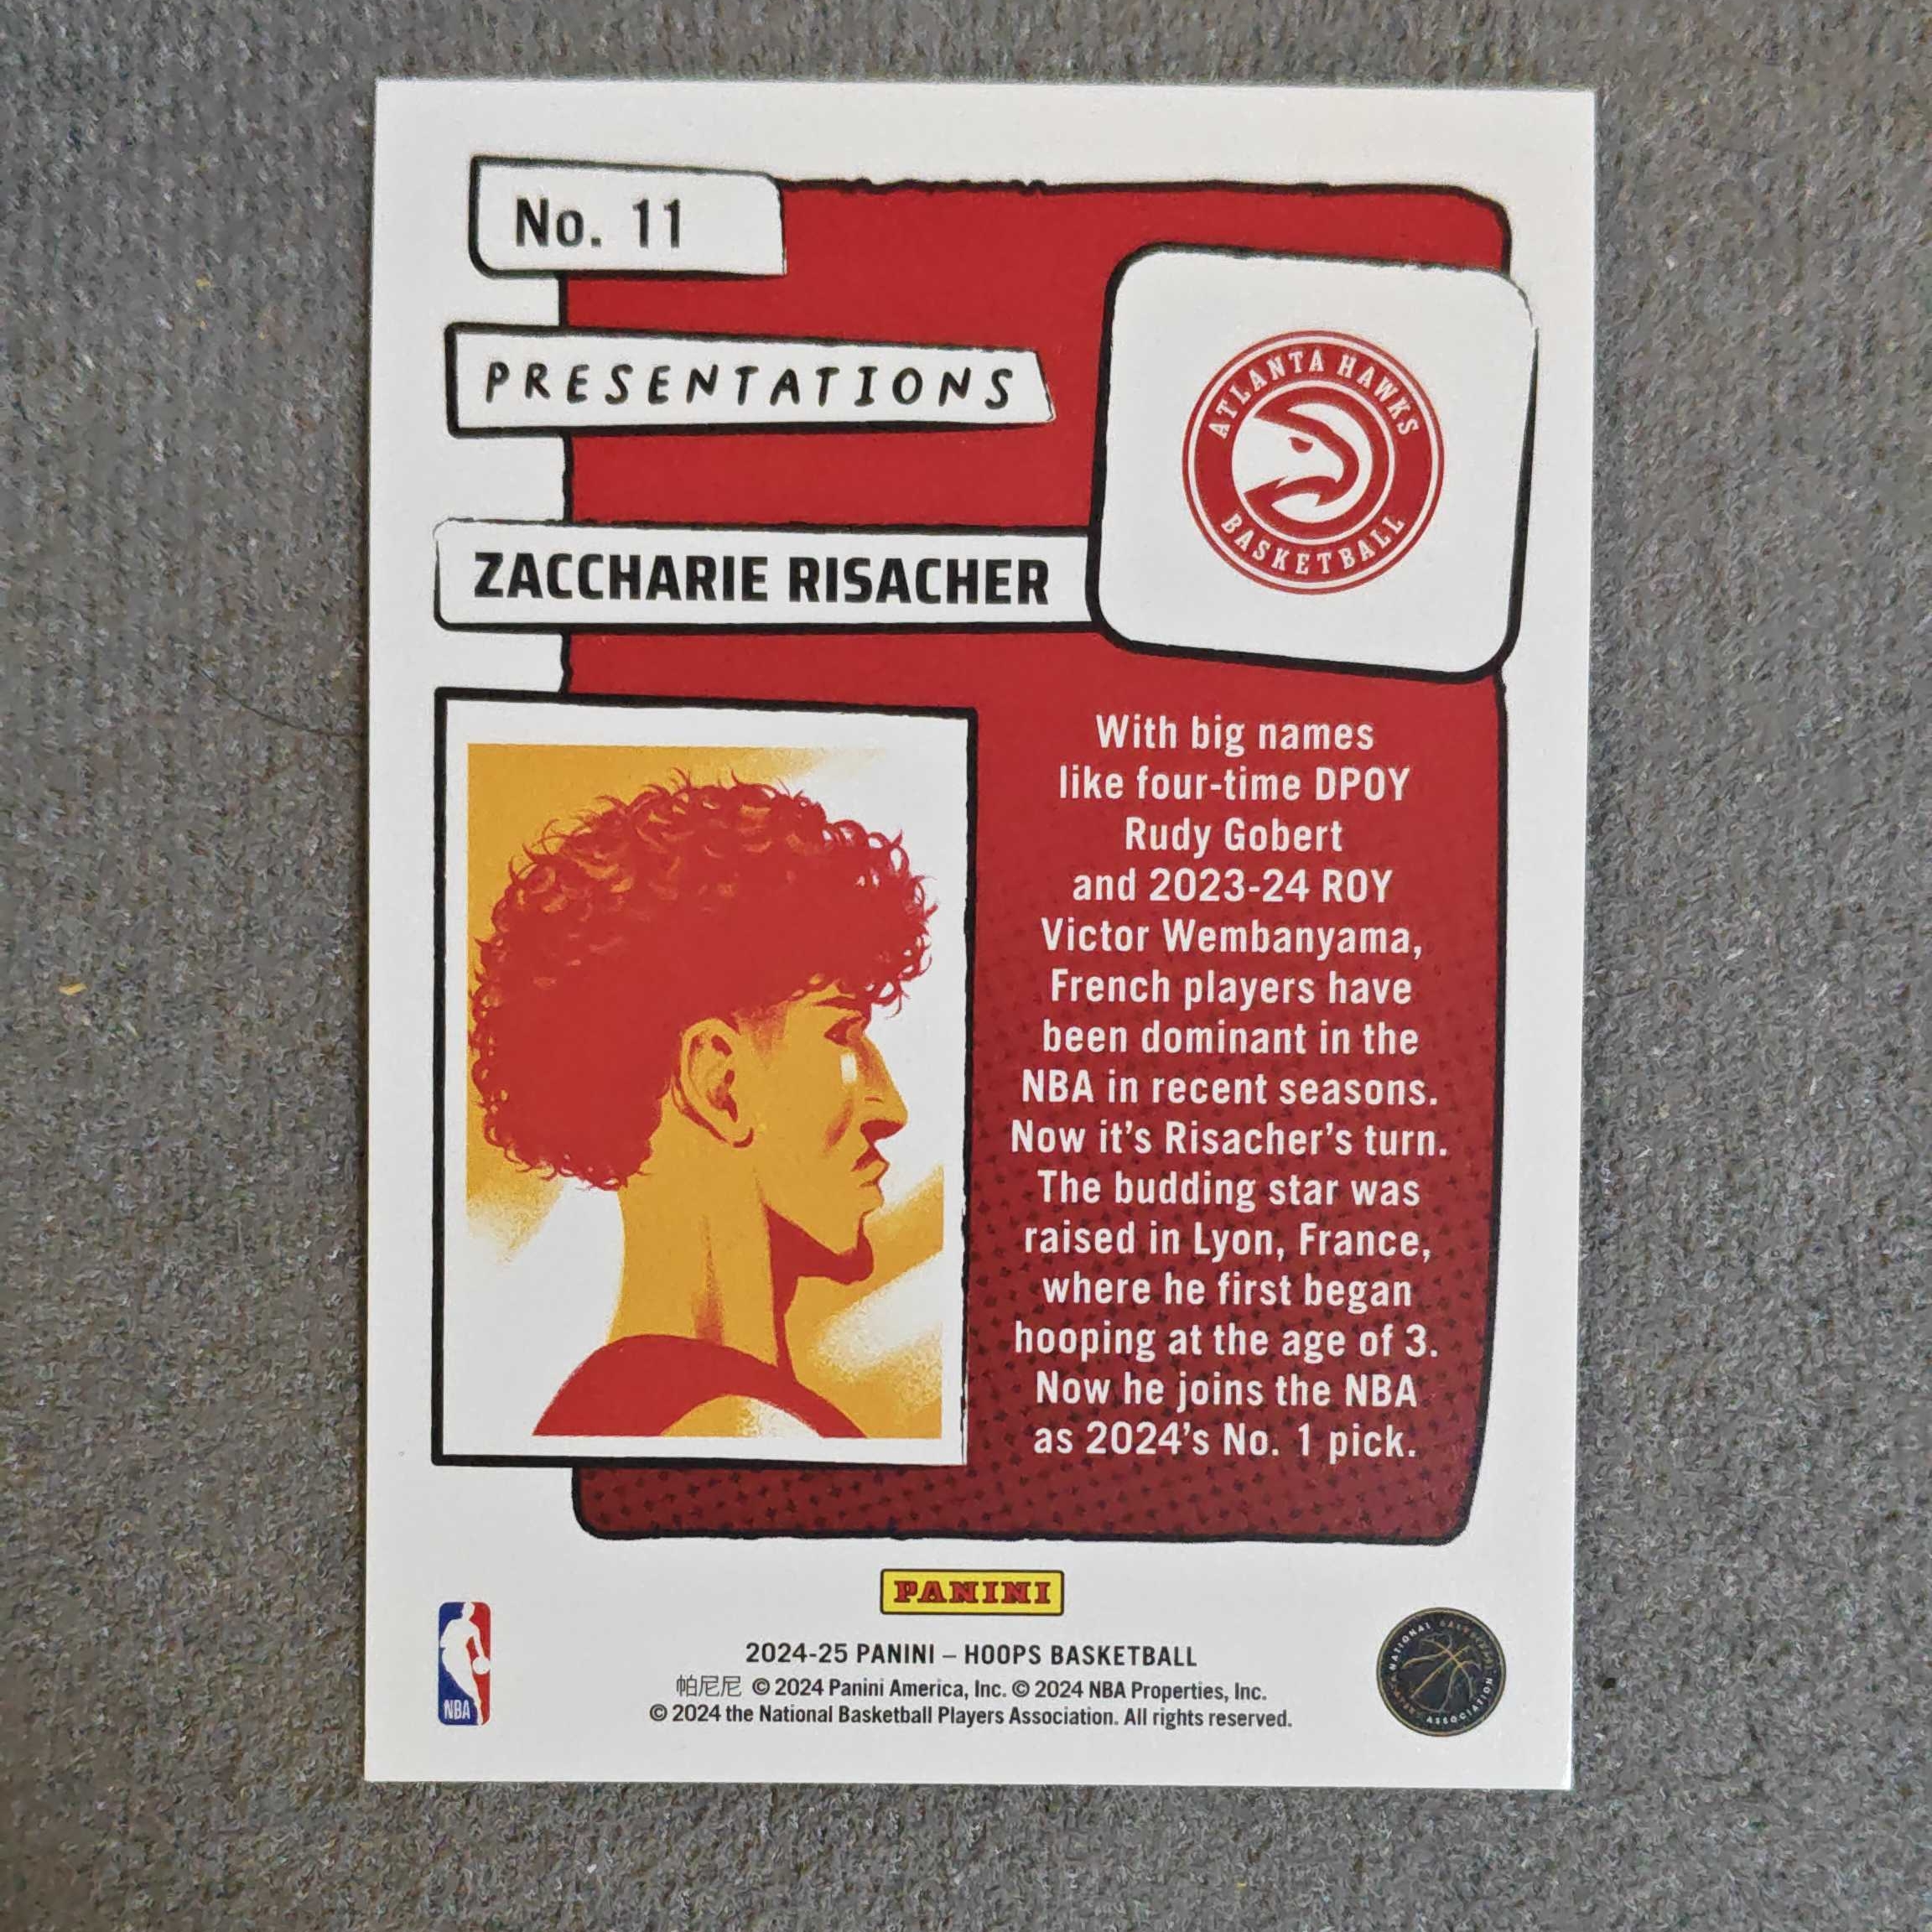 No. 11
PRESENTATIONS
ATLANTA HAWKS
BASKETBALL
ZACCHARIE RISACHER
With big names
like four-time DPOY
Rudy Gobert
and 2023-24 ROY
Victor Wembanyama,
French players have
been dominant in the
NBA in recent seasons.
Now it's Risacher's turn.
The budding star was
raised in Lyon, France,
where he first began
hooping at the age of 3.
Now he joins the NBA
as 2024's No. 1 pick.
PANINI
NBA
2024-25 PANINI – HOOPS BASKETBALL
帕尼尼 © 2024 Panini America, Inc. © 2024 NBA Properties, Inc.
© 2024 the National Basketball Players Association. All rights reserved.
NATIONAL BASKETBALL
PLAYERS ASSOCIATION